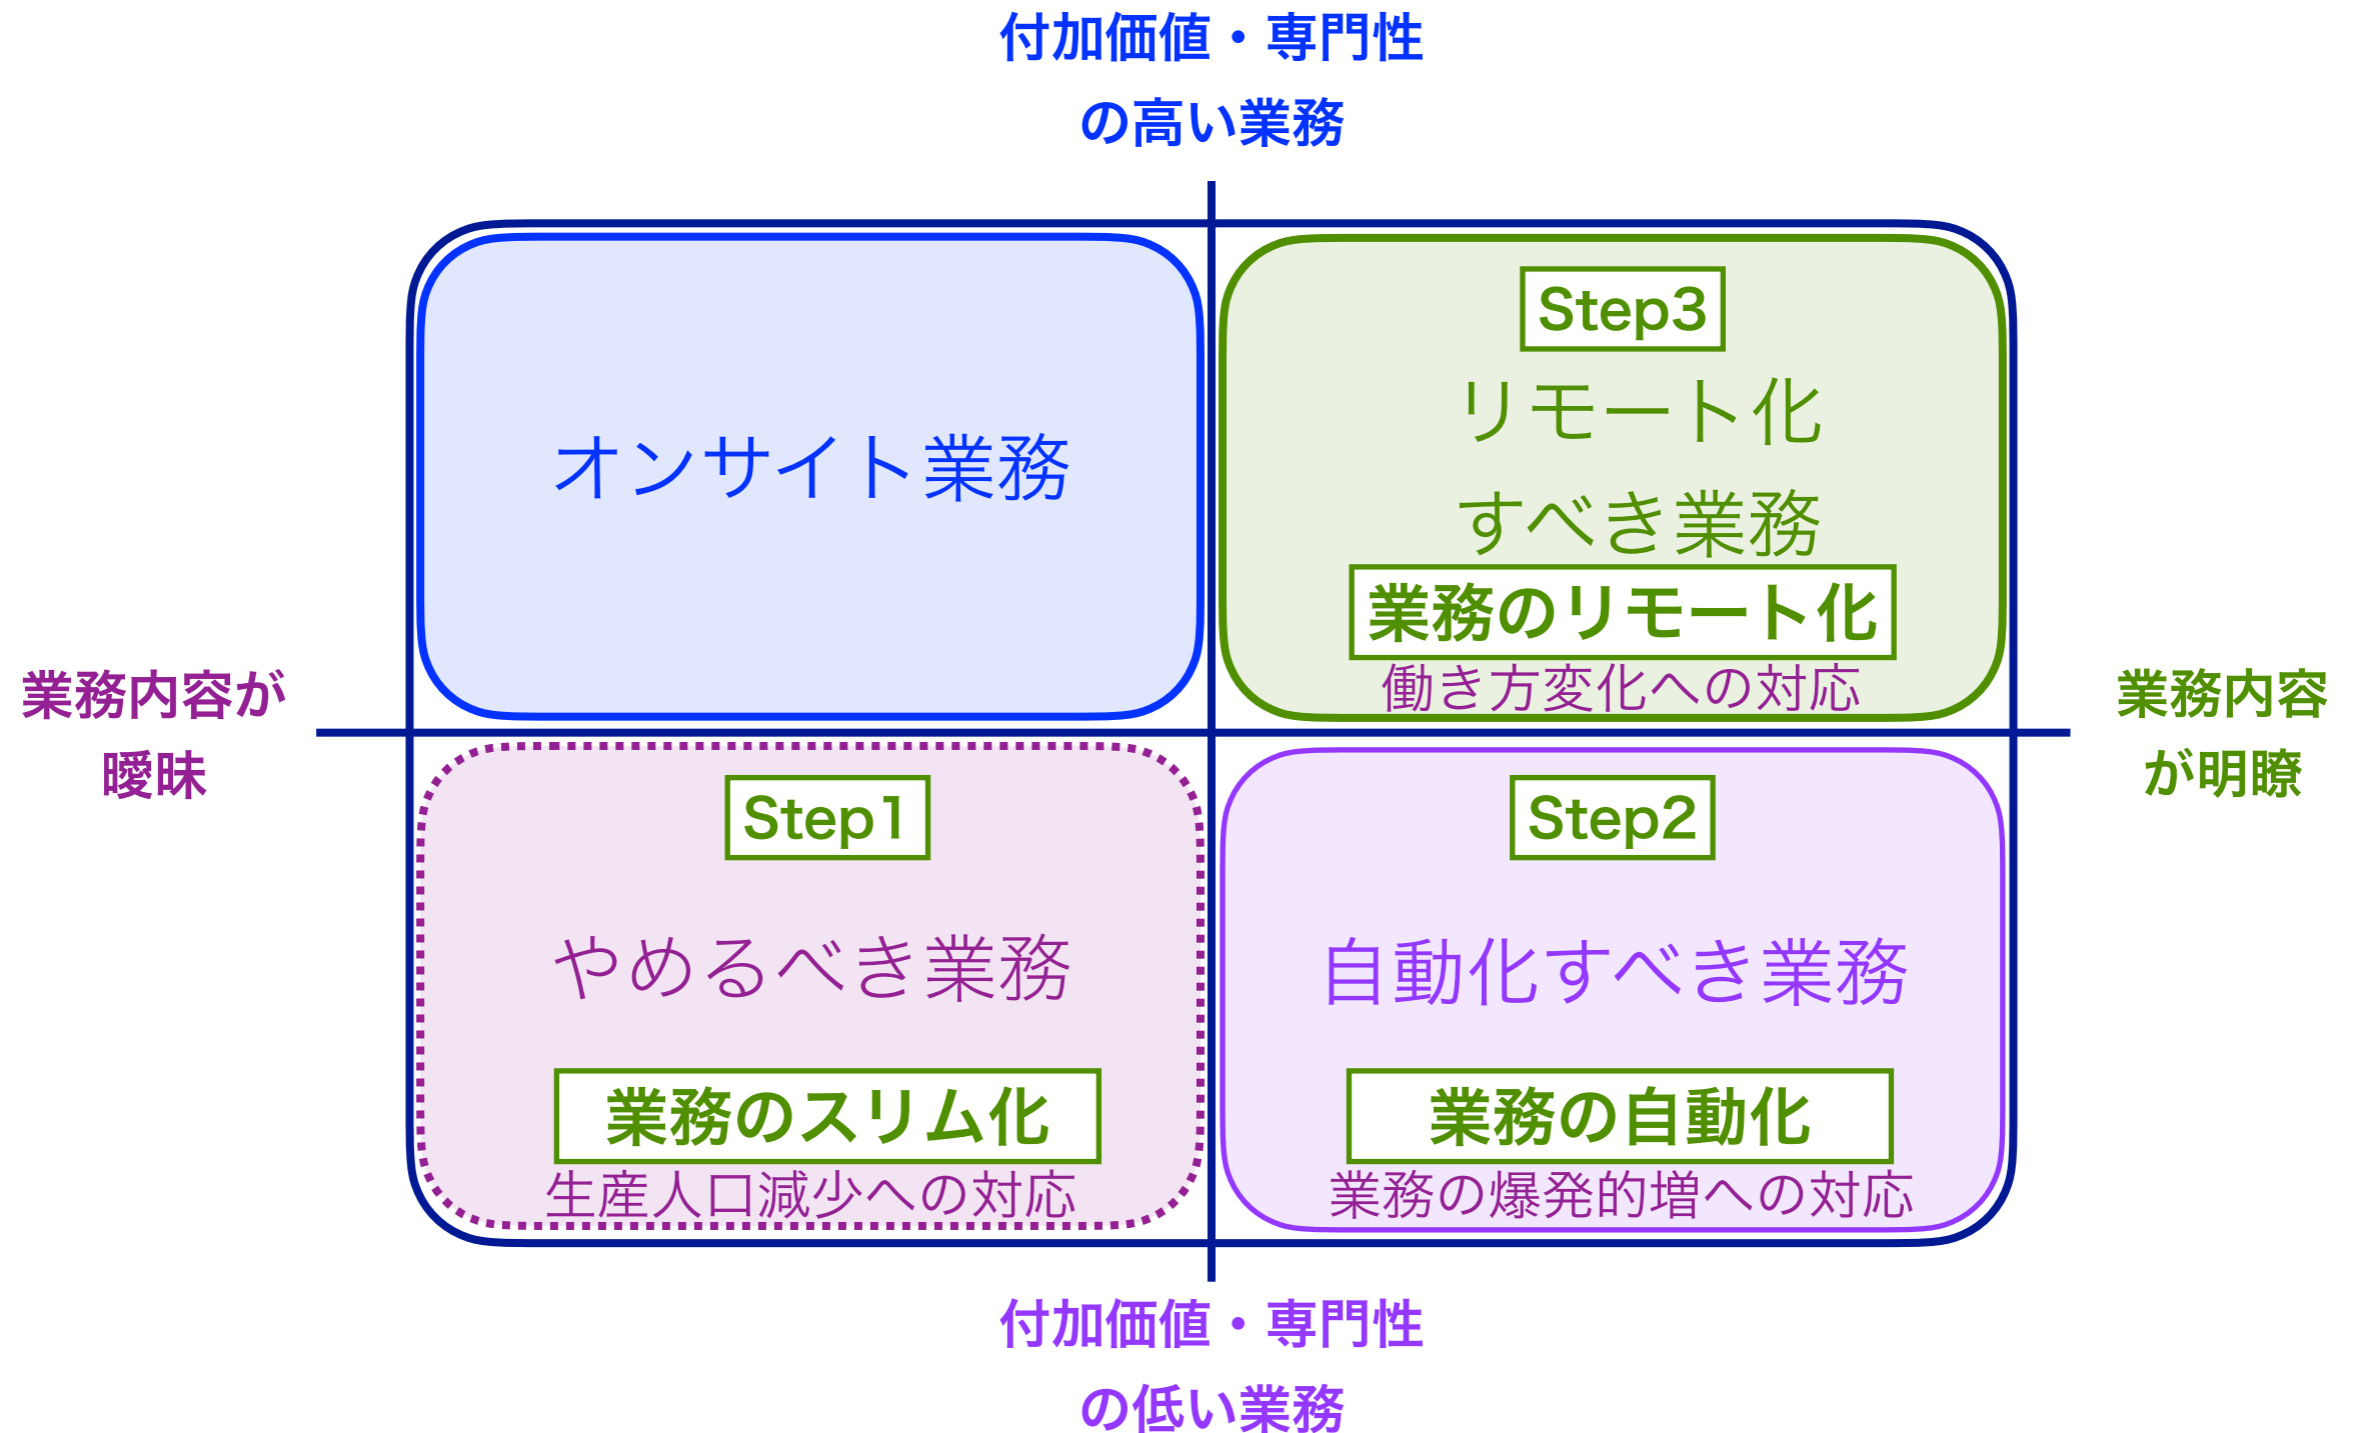 付加価値・専門性
の高い業務
オンサイト業務
Step3
リモート化
すべき業務
業務のリモート化
働き方変化への対応
業務内容が
曖昧
業務内容
が明瞭
Step1
やめるべき業務
業務のスリム化
生産人口減少への対応
Step2
自動化すべき業務
業務の自動化
業務の爆発的増への対応
付加価値・専門性
の低い業務